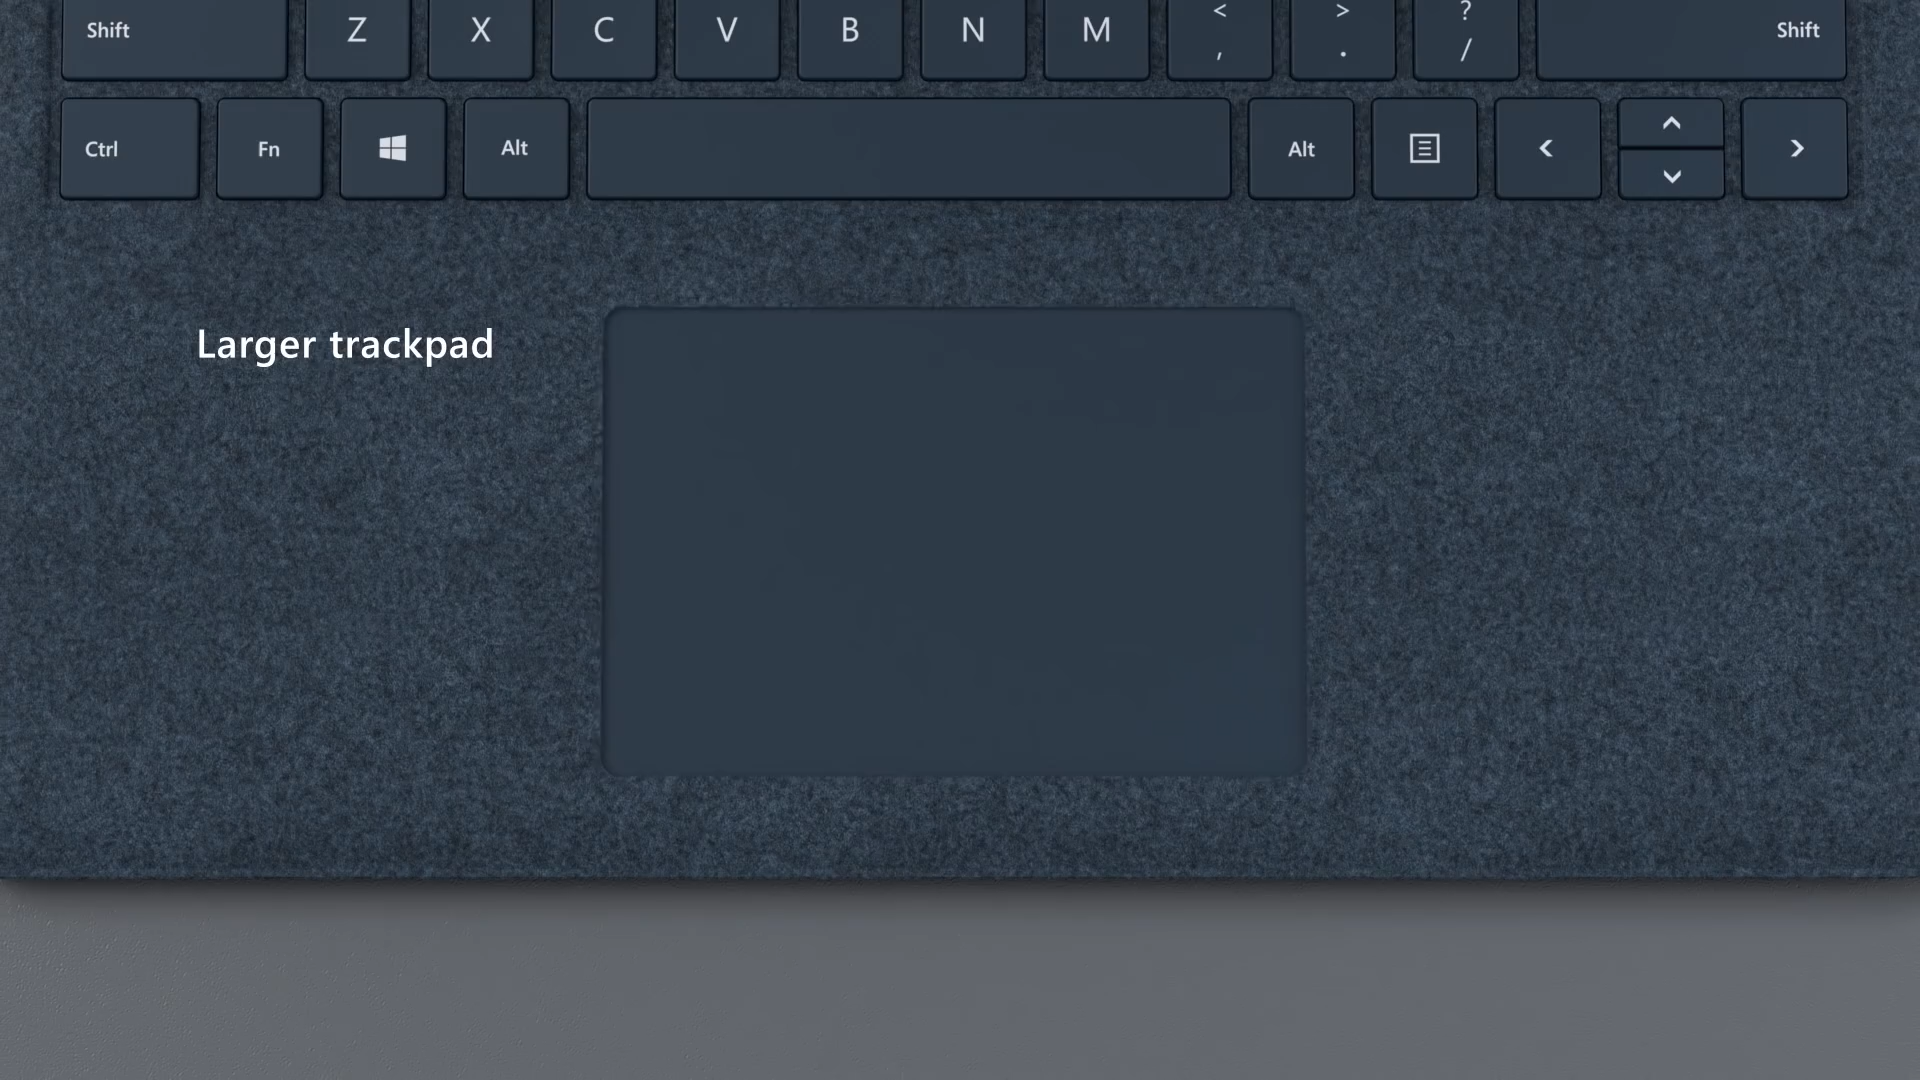 Shift Z X C V B N M < > ? Shift
, . /
Ctrl Fn Alt Alt
Larger trackpad